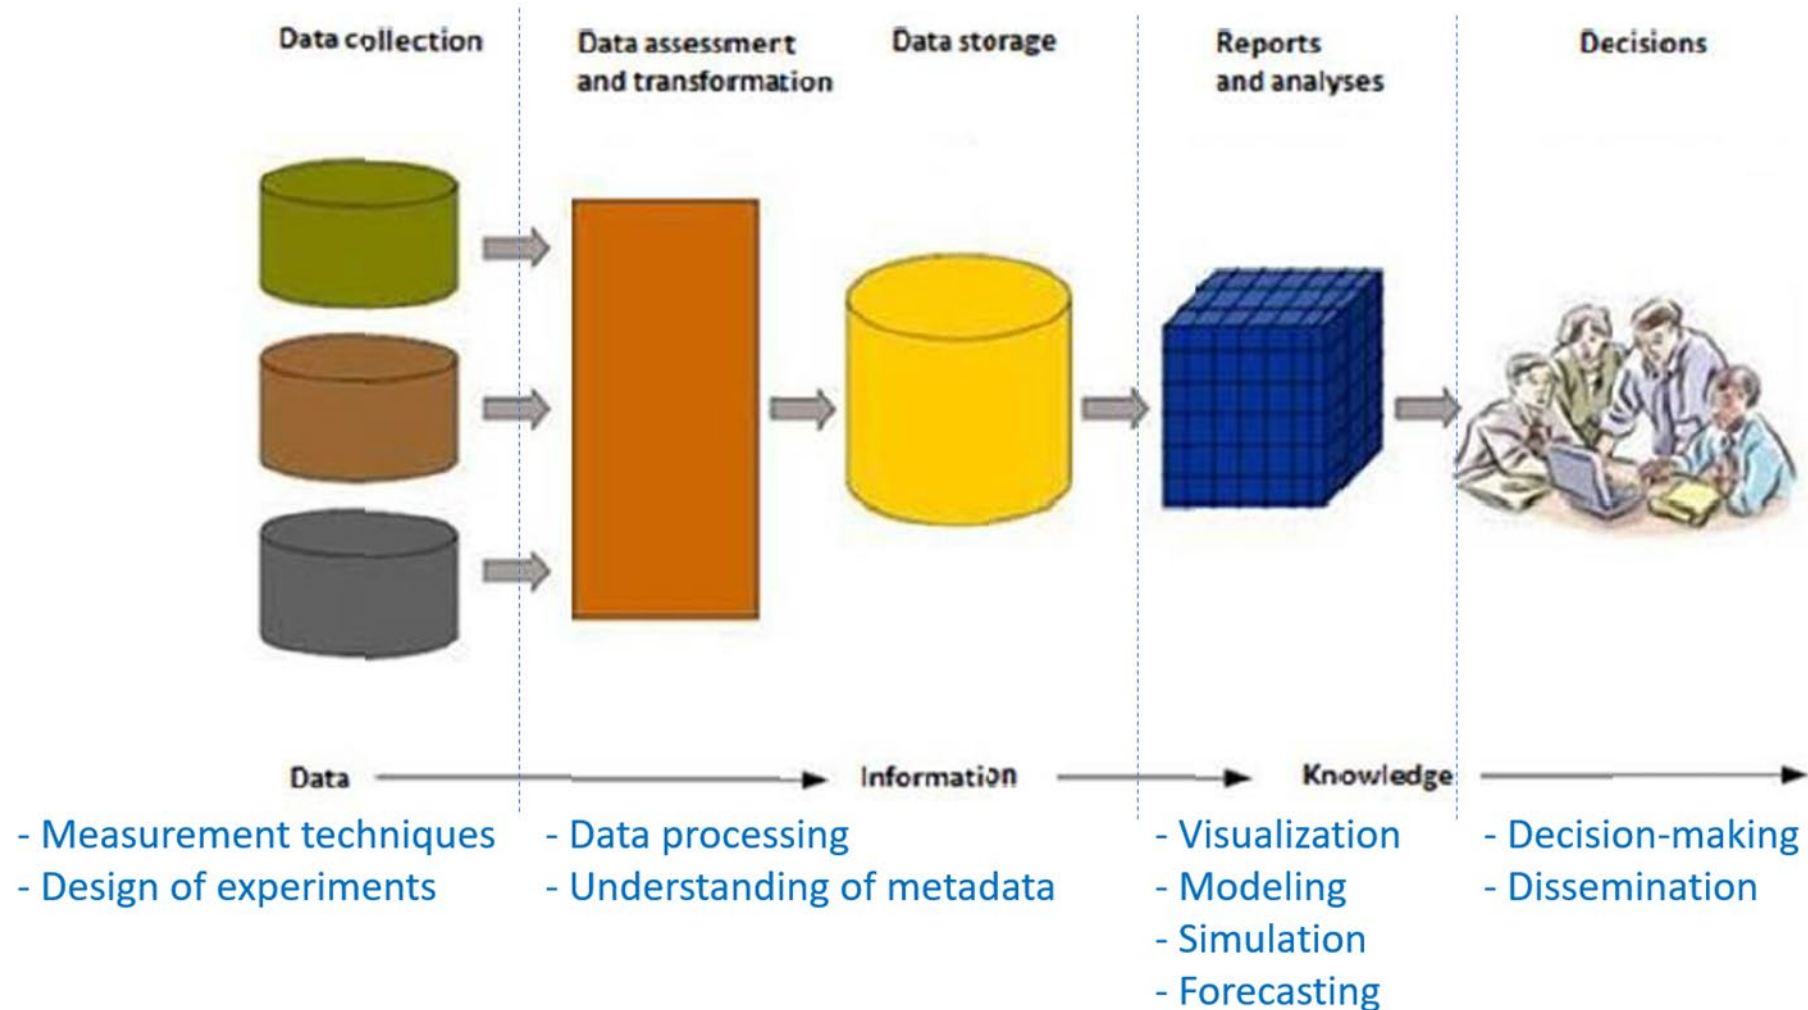 Data collection
Data assessment
and transformation
Data storage
Reports
and analyses
Decisions
Data
Information
Knowledge
- Measurement techniques
- Design of experiments
- Data processing
- Understanding of metadata
- Visualization
- Modeling
- Simulation
- Forecasting
- Decision-making
- Dissemination